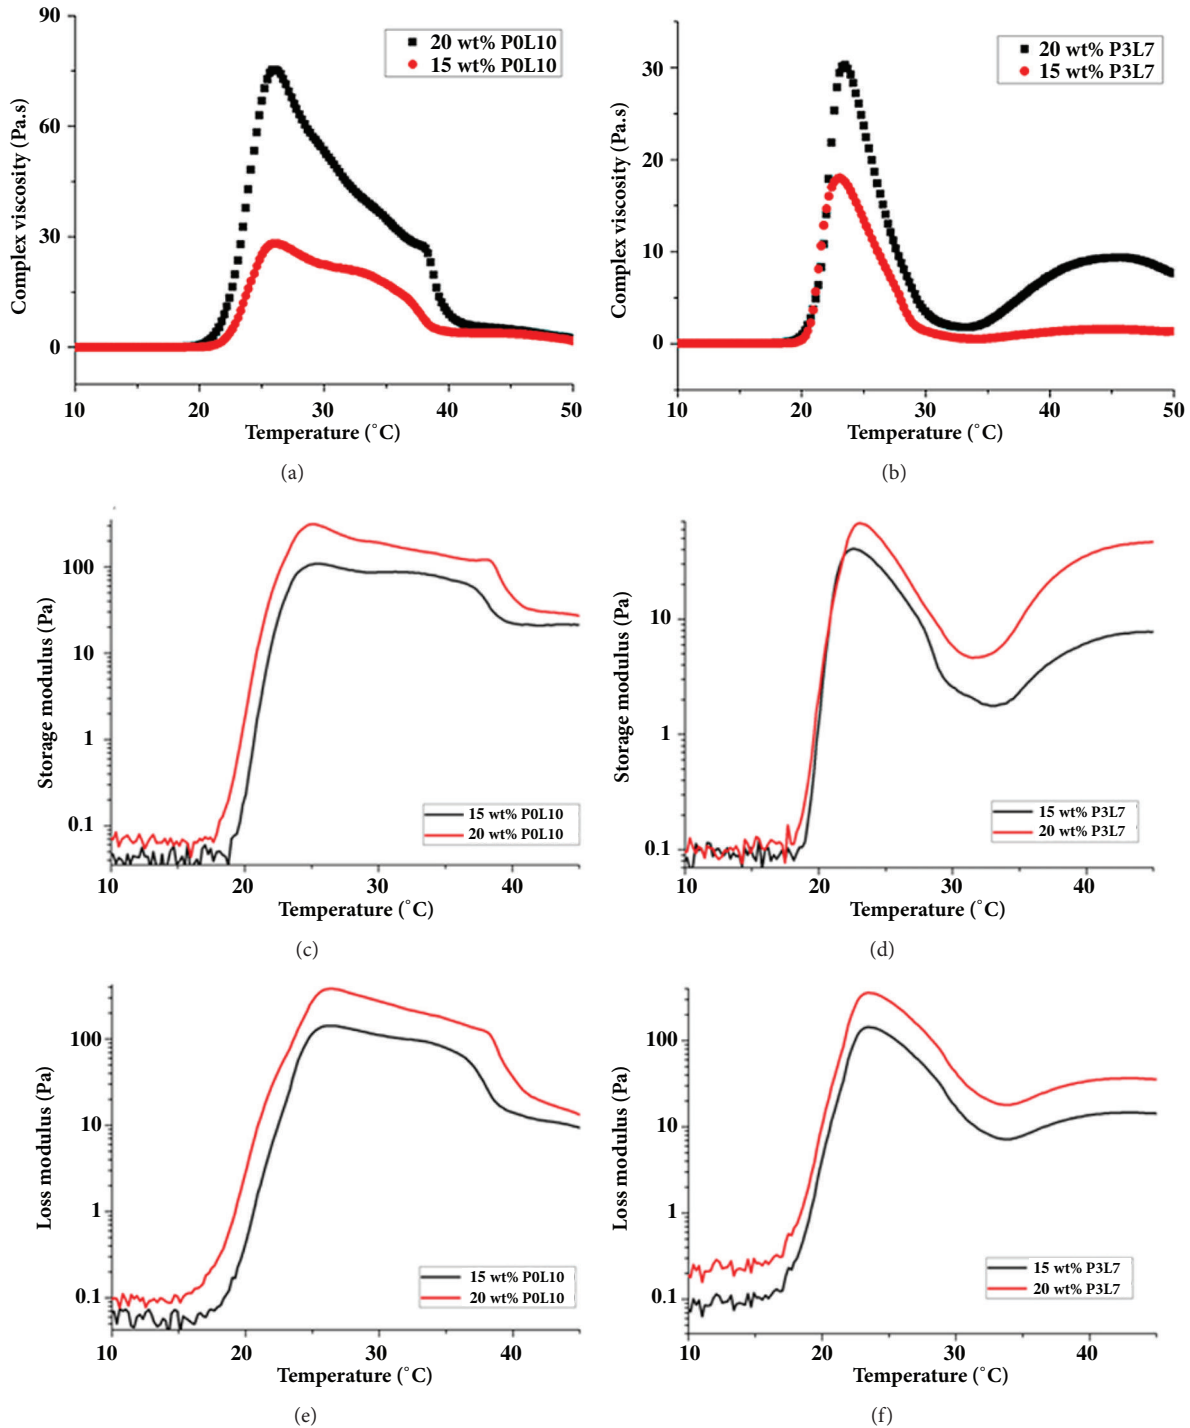 90
60
30
0
Complex viscosity (Pa.s)
20 wt% P0L10
15 wt% P0L10
10 20 30 40 50
Temperature (˚C)
(a)
30
20
10
0
Complex viscosity (Pa.s)
20 wt% P3L7
15 wt% P3L7
10 20 30 40 50
Temperature (˚C)
(b)
100
10
1
0.1
Storage modulus (Pa)
15 wt% P0L10
20 wt% P0L10
10 20 30 40
Temperature (˚C)
(c)
10
1
0.1
Storage modulus (Pa)
15 wt% P3L7
20 wt% P3L7
10 20 30 40
Temperature (˚C)
(d)
100
10
1
0.1
Loss modulus (Pa)
15 wt% P0L10
20 wt% P0L10
10 20 30 40
Temperature (˚C)
(e)
100
10
1
0.1
Loss modulus (Pa)
15 wt% P3L7
20 wt% P3L7
10 20 30 40
Temperature (˚C)
(f)